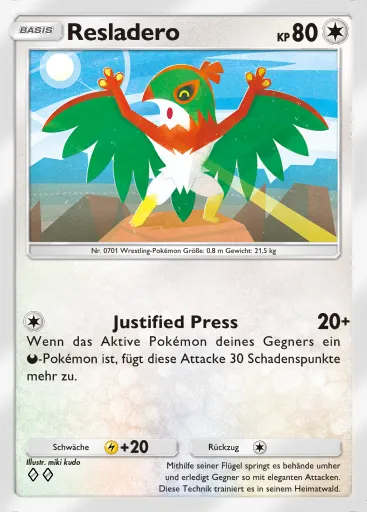 BASIS Resladero KP 80
Nr. 0701 Wrestling-Pokémon Größe: 0,8 m Gewicht: 21,5 kg
Justified Press 20+
Wenn das Aktive Pokémon deines Gegners ein
-Pokémon ist, fügt diese Attacke 30 Schadenspunkte
mehr zu.
Schwäche +20 Rückzug
Illustr. miki kudo
Mithilfe seiner Flügel springt es behände umher
und erledigt Gegner so mit eleganten Attacken.
Diese Technik trainiert es in seinem Heimatwald.